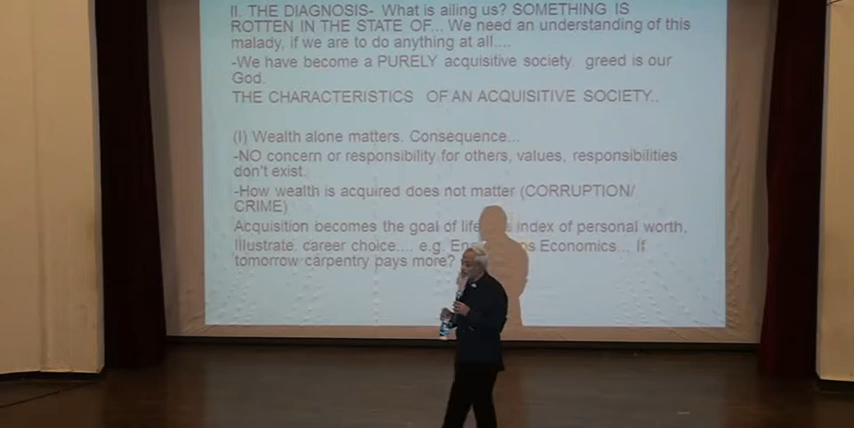 II. THE DIAGNOSIS- What is ailing us? SOMETHING IS
ROTTEN IN THE STATE OF... We need an understanding of this
malady, if we are to do anything at all....
-We have become a PURELY acquisitive society. greed is our
God.
THE CHARACTERISTICS OF AN ACQUISITIVE SOCIETY..
(I) Wealth alone matters. Consequence...
-NO concern or responsibility for others, values, responsibilities
don't exist.
-How wealth is acquired does not matter (CORRUPTION/
CRIME)
Acquisition becomes the goal of life index of personal worth.
Illustrate. career choice.... e.g. Economics... If
tomorrow carpentry pays more?